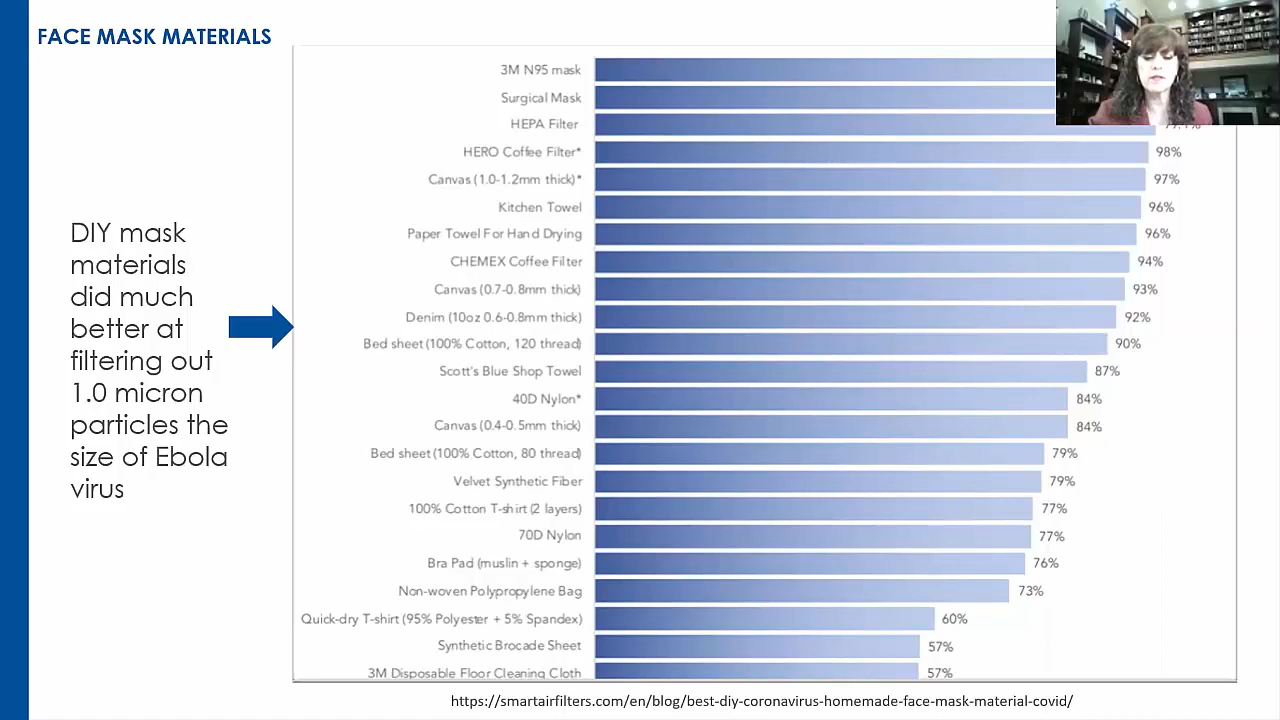 FACE MASK MATERIALS
DIY mask
materials
did much
better at
filtering out
1.0 micron
particles the
size of Ebola
virus
3M N95 mask
Surgical Mask
HEPA Filter
HERO Coffee Filter* 98%
Canvas (1.0-1.2mm thick)* 97%
Kitchen Towel 96%
Paper Towel For Hand Drying 96%
CHEMEX Coffee Filter 94%
Canvas (0.7-0.8mm thick) 93%
Denim (10oz 0.6-0.8mm thick) 92%
Bed sheet (100% Cotton, 120 thread) 90%
Scott's Blue Shop Towel 87%
40D Nylon* 84%
Canvas (0.4-0.5mm thick) 84%
Bed sheet (100% Cotton, 80 thread) 79%
Velvet Synthetic Fiber 79%
100% Cotton T-shirt (2 layers) 77%
70D Nylon 77%
Bra Pad (muslin + sponge) 76%
Non-woven Polypropylene Bag 73%
Quick-dry T-shirt (95% Polyester + 5% Spandex) 60%
Synthetic Brocade Sheet 57%
3M Disposable Floor Cleaning Cloth 57%
https://smartairfilters.com/en/blog/best-diy-coronavirus-homemade-face-mask-material-covid/